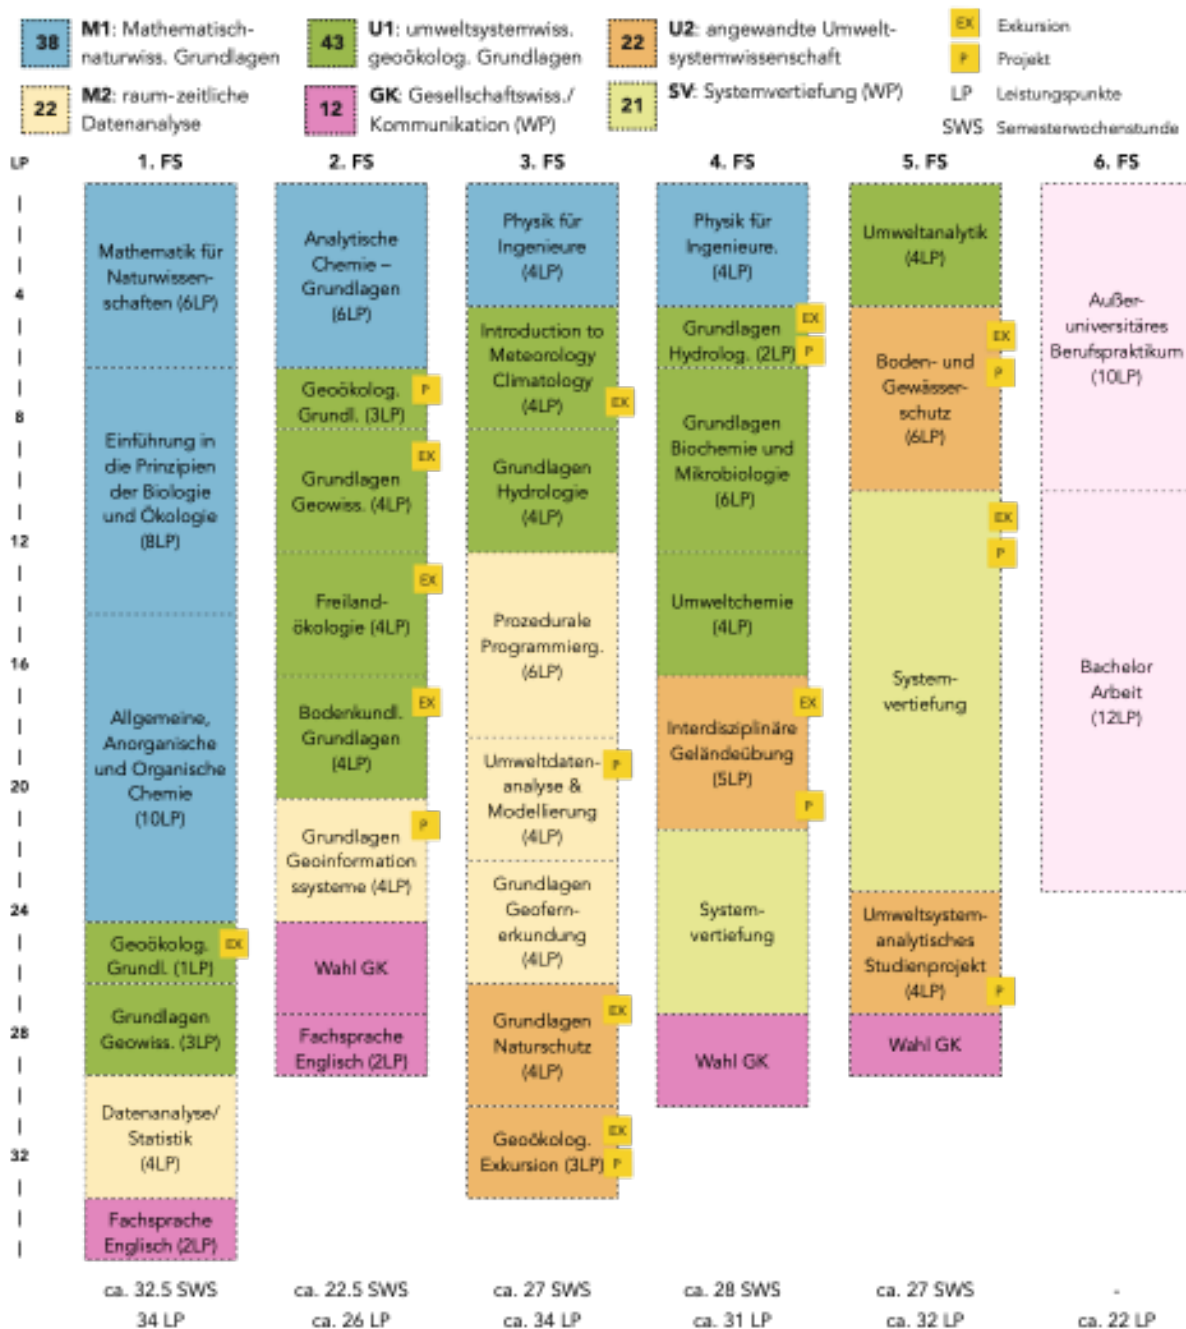 38
M1: Mathematisch-
naturwiss. Grundlagen
43
U1: umweltsystemwiss.
geoökolog. Grundlagen
22
U2: angewandte Umwelt-
systemwissenschaft
EX Exkursion
P Projekt
22
M2: raum-zeitliche
Datenanalyse
12
GK: Gesellschaftswiss./
Kommunikation (WP)
21
SV: Systemvertiefung (WP)
LP Leistungspunkte
SWS Semesterwochenstunde
LP
4
8
12
16
20
24
28
32
1. FS
Mathematik für
Naturwissen-
schaften (6LP)
Einführung in
die Prinzipien
der Biologie
und Ökologie
(8LP)
Allgemeine,
Anorganische
und Organische
Chemie
(10LP)
Geoökolog.
Grundl. (1LP)
EX
Grundlagen
Geowiss. (3LP)
Datenanalyse/
Statistik
(4LP)
Fachsprache
Englisch (2LP)
ca. 32.5 SWS
34 LP
2. FS
Analytische
Chemie –
Grundlagen
(6LP)
Geoökolog.
Grundl. (3LP)
P
Grundlagen
Geowiss. (4LP)
EX
Freiland-
ökologie (4LP)
EX
Bodenkundl.
Grundlagen
(4LP)
EX
Grundlagen
Geoinformation
ssysteme (4LP)
P
Wahl GK
Fachsprache
Englisch (2LP)
ca. 22.5 SWS
ca. 26 LP
3. FS
Physik für
Ingenieure
(4LP)
Introduction to
Meteorology
Climatology
(4LP)
EX
Grundlagen
Hydrologie
(4LP)
Prozedurale
Programmierg.
(6LP)
Umweltdaten-
analyse &
Modellierung
(4LP)
P
Grundlagen
Geofern-
erkundung
(4LP)
Grundlagen
Naturschutz
(4LP)
EX
Geoökolog.
Exkursion (3LP)
EX
P
ca. 27 SWS
ca. 34 LP
4. FS
Physik für
Ingenieure.
(4LP)
Grundlagen
Hydrolog. (2LP)
EX
P
Grundlagen
Biochemie und
Mikrobiologie
(6LP)
Umweltchemie
(4LP)
Interdisziplinäre
Geländeübung
(5LP)
EX
P
System-
vertiefung
Wahl GK
ca. 28 SWS
ca. 31 LP
5. FS
Umweltanalytik
(4LP)
Boden- und
Gewässer-
schutz
(6LP)
EX
P
System-
vertiefung
EX
P
Umweltsystem-
analytisches
Studienprojekt
(4LP)
P
Wahl GK
ca. 27 SWS
ca. 32 LP
6. FS
Außer-
universitäres
Berufspraktikum
(10LP)
Bachelor
Arbeit
(12LP)
-
ca. 22 LP